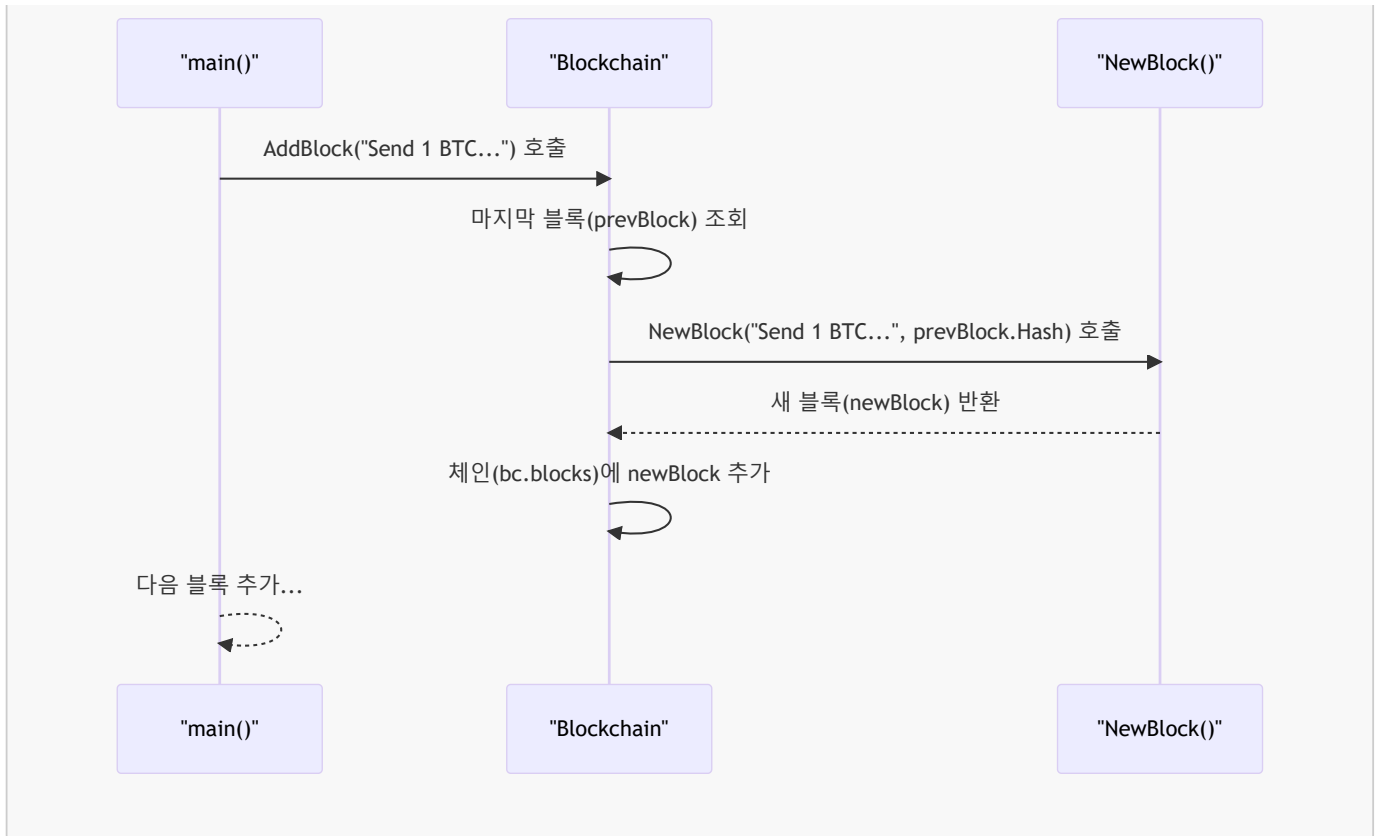 "main()"
"Blockchain"
"NewBlock()"
AddBlock("Send 1 BTC...") 호출
마지막 블록(prevBlock) 조회
NewBlock("Send 1 BTC...", prevBlock.Hash) 호출
새 블록(newBlock) 반환
체인(bc.blocks)에 newBlock 추가
다음 블록 추가...
"main()"
"Blockchain"
"NewBlock()"